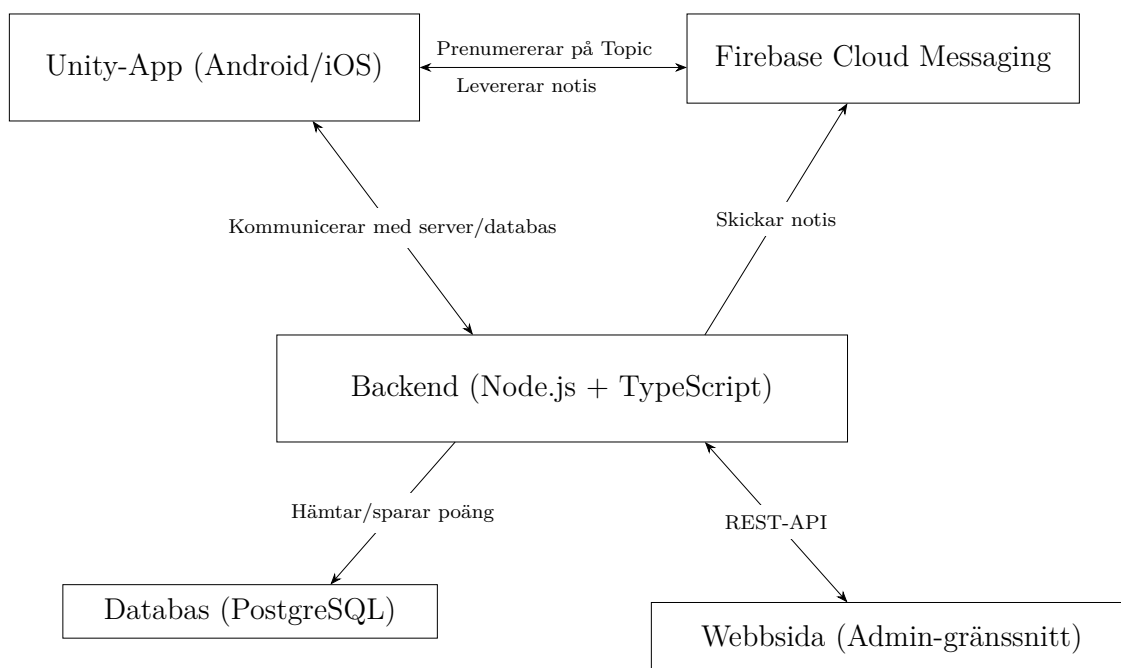 Unity-App (Android/iOS)
Prenumererar på Topic
Levererar notis
Firebase Cloud Messaging
Kommunicerar med server/databas
Skickar notis
Backend (Node.js + TypeScript)
Hämtar/sparar poäng
REST-API
Databas (PostgreSQL)
Webbsida (Admin-gränssnitt)